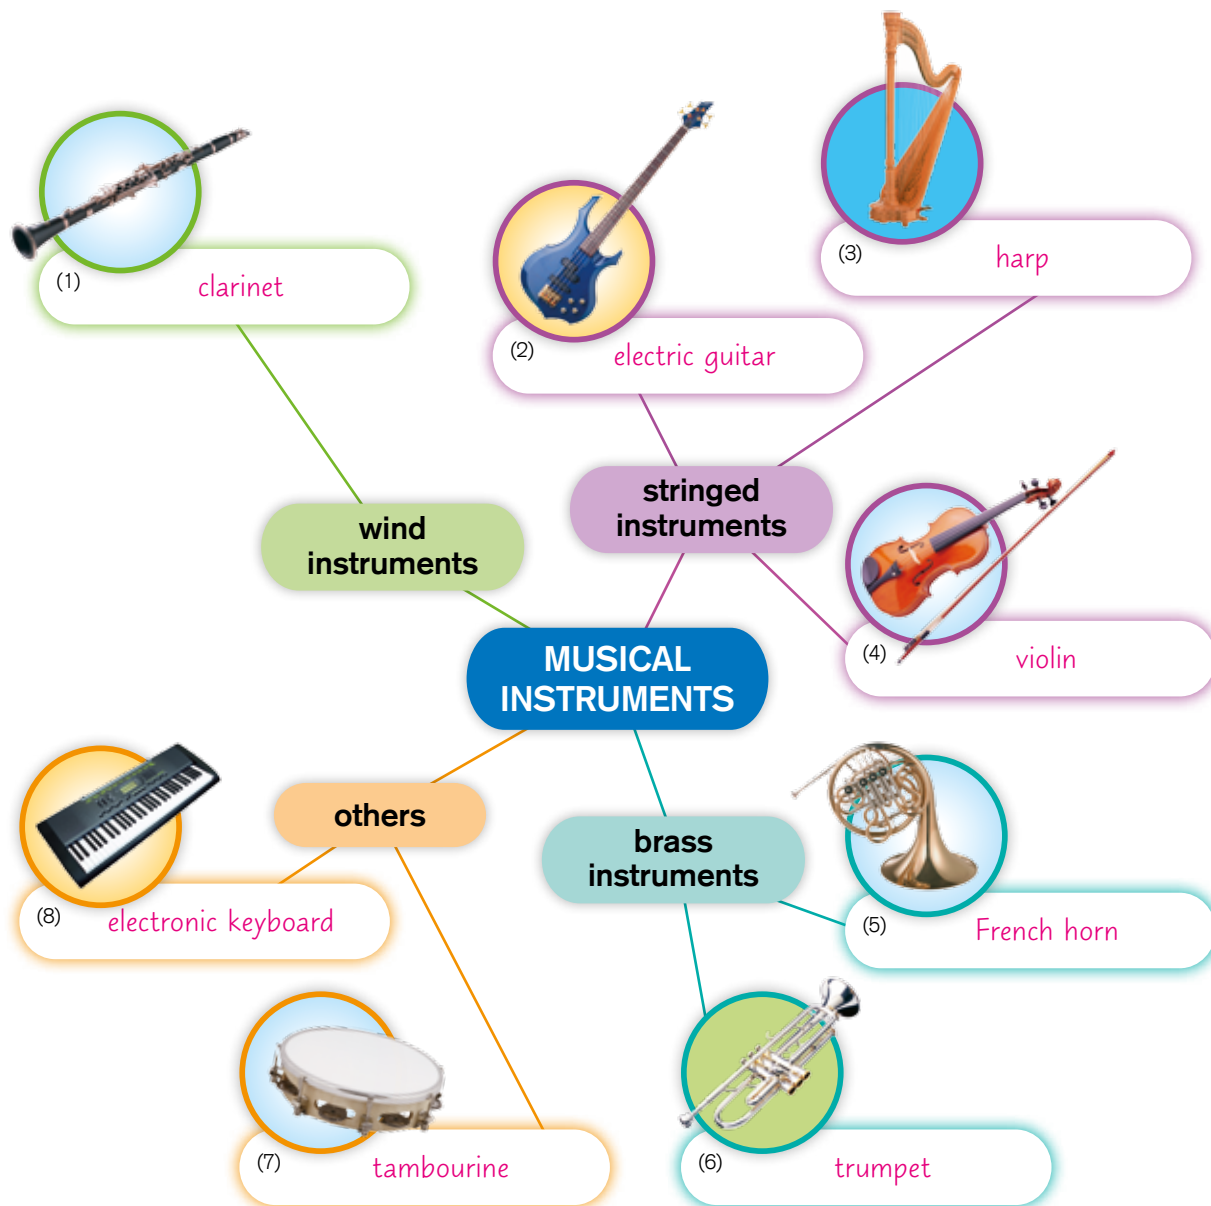 (1) clarinet
(2) electric guitar
(3) harp
stringed
instruments
wind
instruments
(4) violin
MUSICAL
INSTRUMENTS
others
brass
instruments
(5) French horn
(8) electronic keyboard
(6) trumpet
(7) tambourine